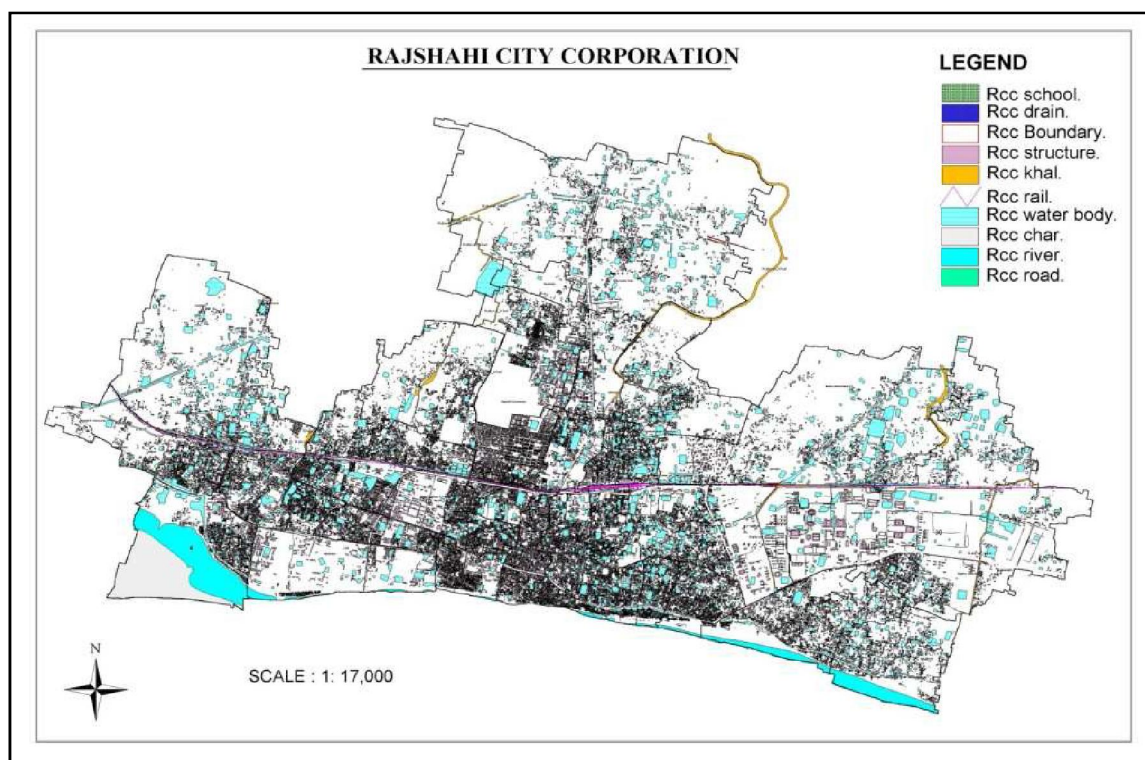 RAJSHAHI CITY CORPORATION
LEGEND
Rcc school.
Rcc drain.
Rcc Boundary.
Rcc structure.
Rcc khal.
Rcc rail.
Rcc water body.
Rcc char.
Rcc river.
Rcc road.
N
SCALE : 1: 17,000